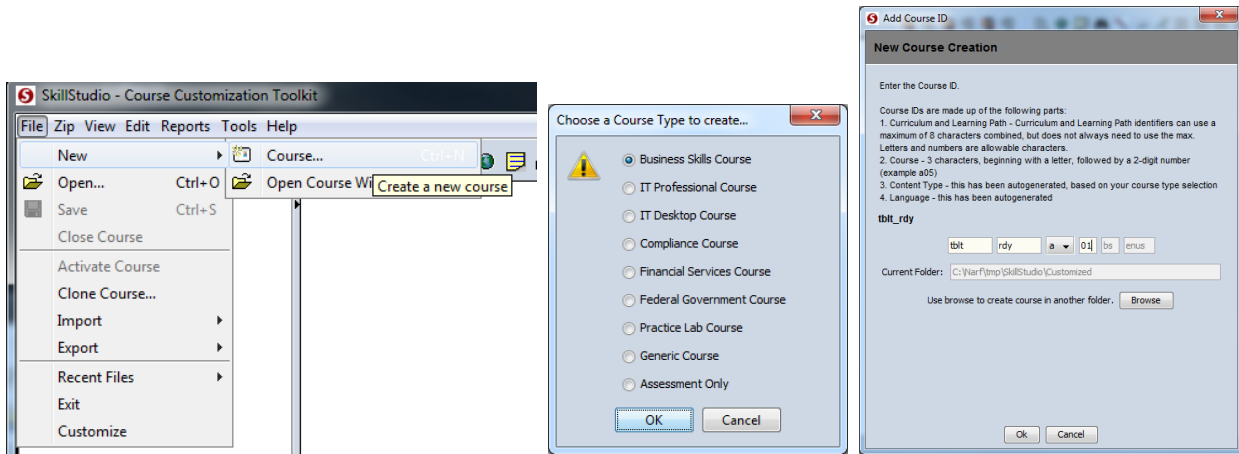 SkillStudio - Course Customization Toolkit
File Zip View Edit Reports Tools Help
New
Course... Ctrl+N
Open... Ctrl+O
Open Course Wi
Create a new course
Save Ctrl+S
Close Course
Activate Course
Clone Course...
Import
Export
Recent Files
Exit
Customize
Choose a Course Type to create...
Business Skills Course
IT Professional Course
IT Desktop Course
Compliance Course
Financial Services Course
Federal Government Course
Practice Lab Course
Generic Course
Assessment Only
OK Cancel
Add Course ID
New Course Creation
Enter the Course ID.
Course IDs are made up of the following parts:
1. Curriculum and Learning Path - Curriculum and Learning Path identifiers can use a
maximum of 8 characters combined, but does not always need to use the max.
Letters and numbers are allowable characters.
2. Course - 3 characters, beginning with a letter, followed by a 2-digit number
(example a05)
3. Content Type - this has been autogenerated, based on your course type selection
4. Language - this has been autogenerated
tblt_rdy
tblt rdy a 01 bs enus
Current Folder: C:\Narf\tmp\SkillStudio\Customized
Use browse to create course in another folder. Browse
Ok Cancel